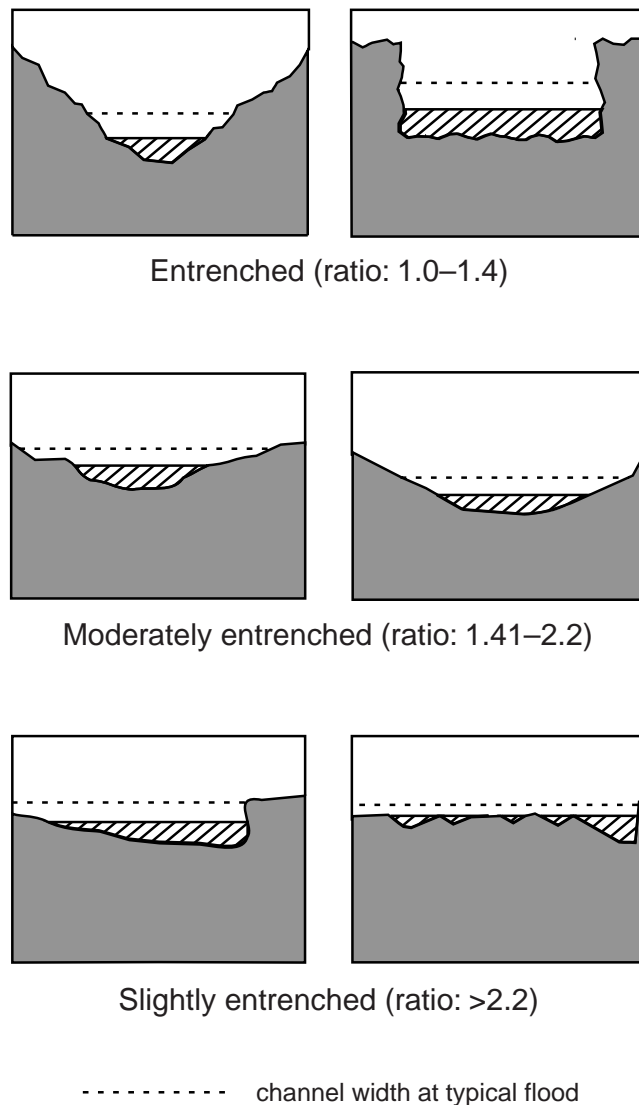 Entrenched (ratio: 1.0–1.4)
Moderately entrenched (ratio: 1.41–2.2)
Slightly entrenched (ratio: >2.2)
channel width at typical flood